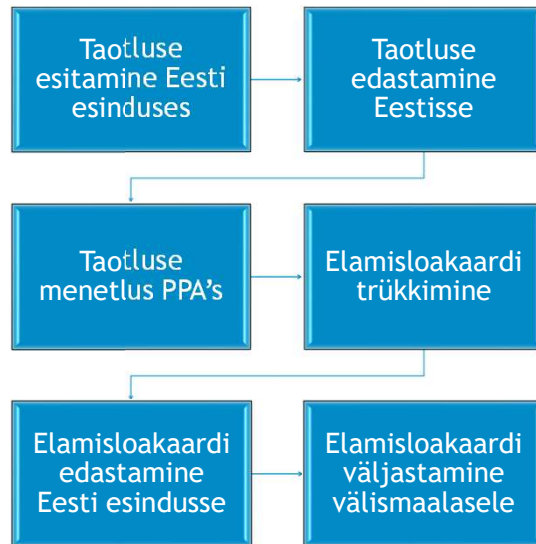 Taotluse
esitamine Eesti
esinduses
Taotluse
edastamine
Eestisse
Taotluse
menetlus PPA's
Elamisloakaardi
trükkimine
Elamisloakaardi
edastamine
Eesti esindusse
Elamisloakaardi
väljastamine
välismaalasele